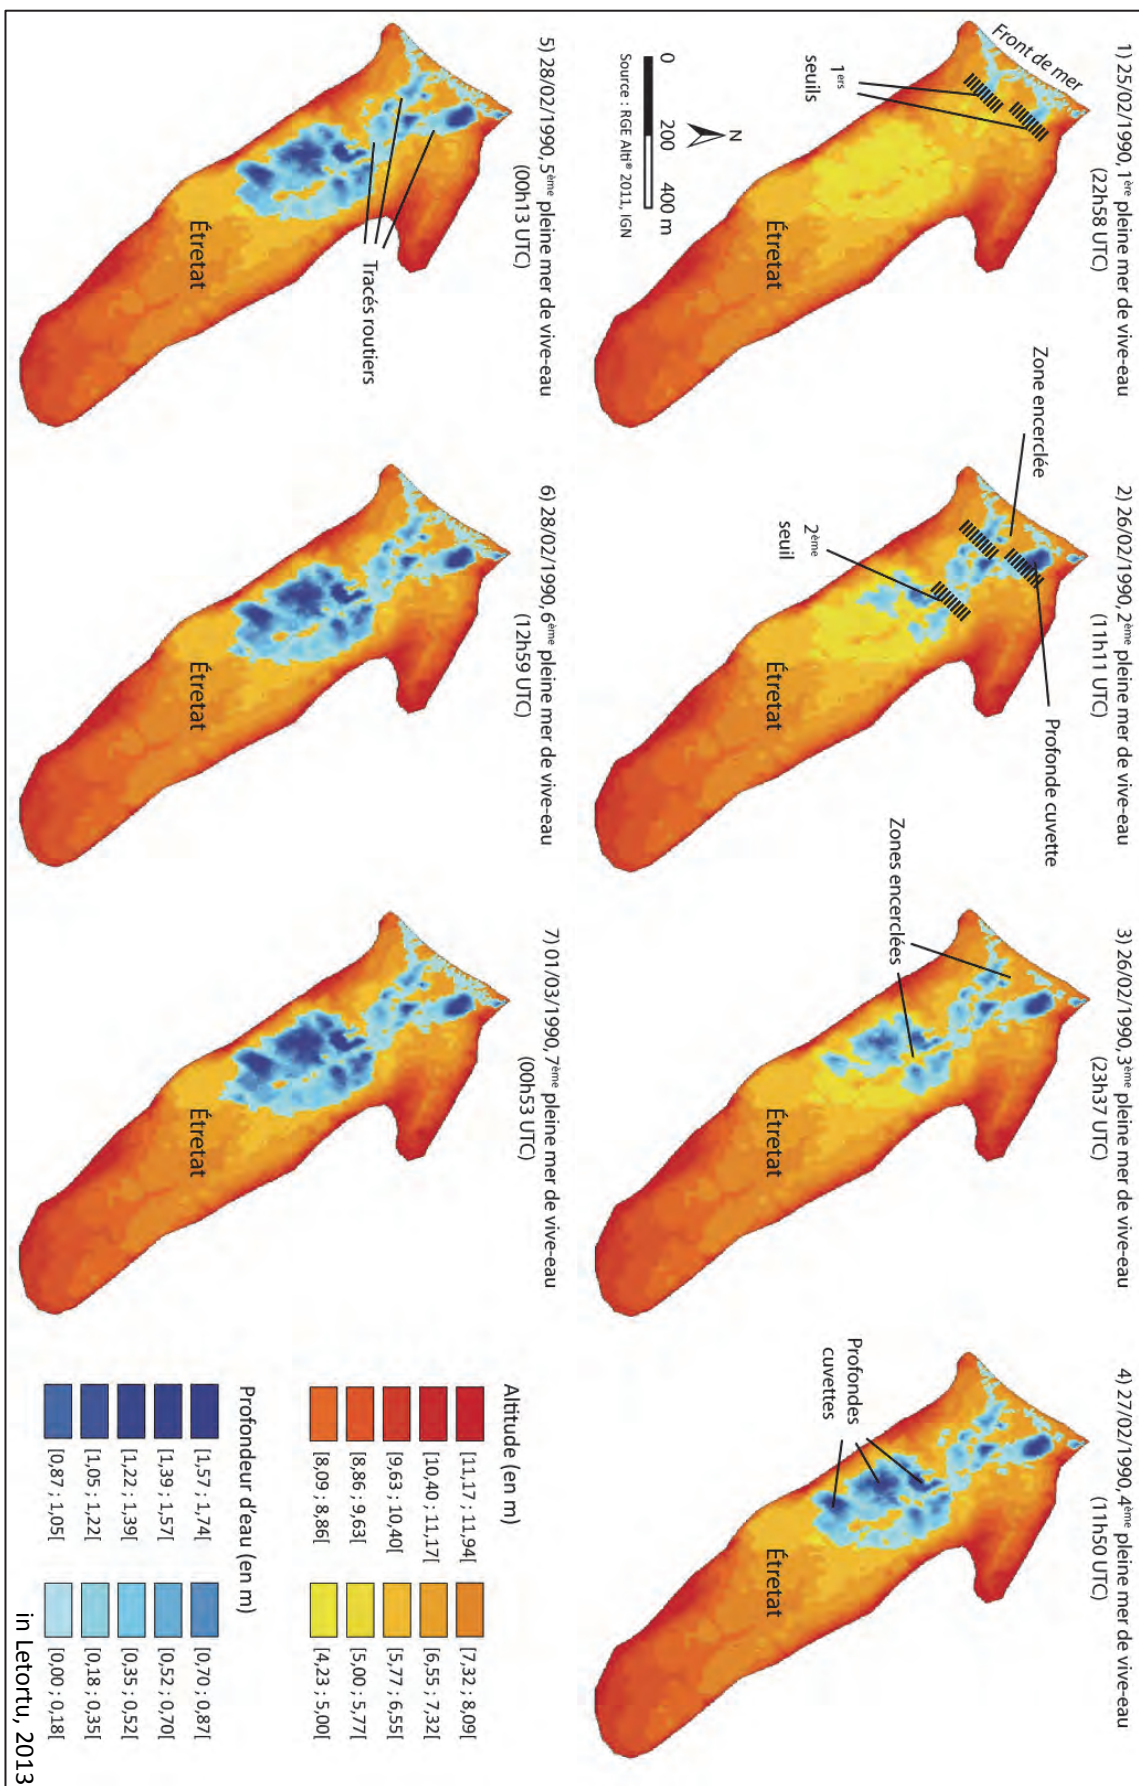 1) 25/02/1990, 1ère pleine mer de vive-eau
(22h58 UTC)
Front de mer
1ers
seuils
Étretat
0 200 400 m
N
Source : RGE Alti® 2011, IGN
2) 26/02/1990, 2ème pleine mer de vive-eau
(11h11 UTC)
Zone encerclée
Profonde cuvette
2ème
seuil
Étretat
3) 26/02/1990, 3ème pleine mer de vive-eau
(23h37 UTC)
Zones encerclées
Étretat
4) 27/02/1990, 4ème pleine mer de vive-eau
(11h50 UTC)
Profondes
cuvettes
Étretat
5) 28/02/1990, 5ème pleine mer de vive-eau
(00h13 UTC)
Tracés routiers
Étretat
6) 28/02/1990, 6ème pleine mer de vive-eau
(12h59 UTC)
Étretat
7) 01/03/1990, 7ème pleine mer de vive-eau
(00h53 UTC)
Étretat
Altitude (en m)
[11,17 ; 11,94[ [7,32 ; 8,09[
[10,40 ; 11,17[ [6,55 ; 7,32[
[9,63 ; 10,40[ [5,77 ; 6,55[
[8,86 ; 9,63[ [5,00 ; 5,77[
[8,09 ; 8,86[ [4,23 ; 5,00[
Profondeur d'eau (en m)
[1,57 ; 1,74[ [0,70 ; 0,87[
[1,39 ; 1,57[ [0,52 ; 0,70[
[1,22 ; 1,39[ [0,35 ; 0,52[
[1,05 ; 1,22[ [0,18 ; 0,35[
[0,87 ; 1,05[ [0,00 ; 0,18[
in Letortu, 2013